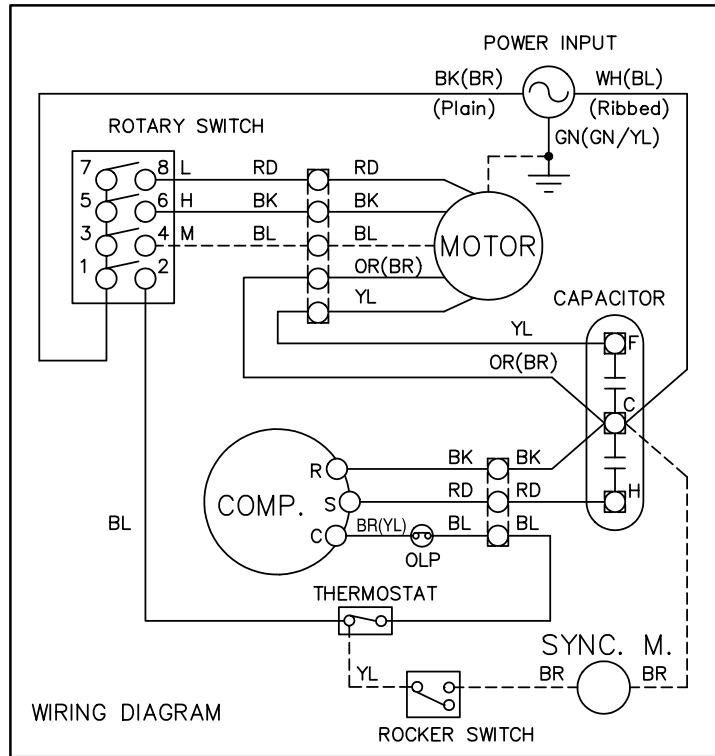 POWER INPUT
BK(BR) WH(BL)
(Plain) (Ribbed)
GN(GN/YL)
ROTARY SWITCH
7 8 L RD RD
5 6 H BK BK
3 4 M BL BL
MOTOR
1 2 OR(BR)
YL
CAPACITOR
YL F
OR(BR)
C
R BK BK
COMP. S RD RD H
C BR(YL) BL BL
OLP
BL
THERMOSTAT
SYNC. M.
YL BR BR
WIRING DIAGRAM
ROCKER SWITCH